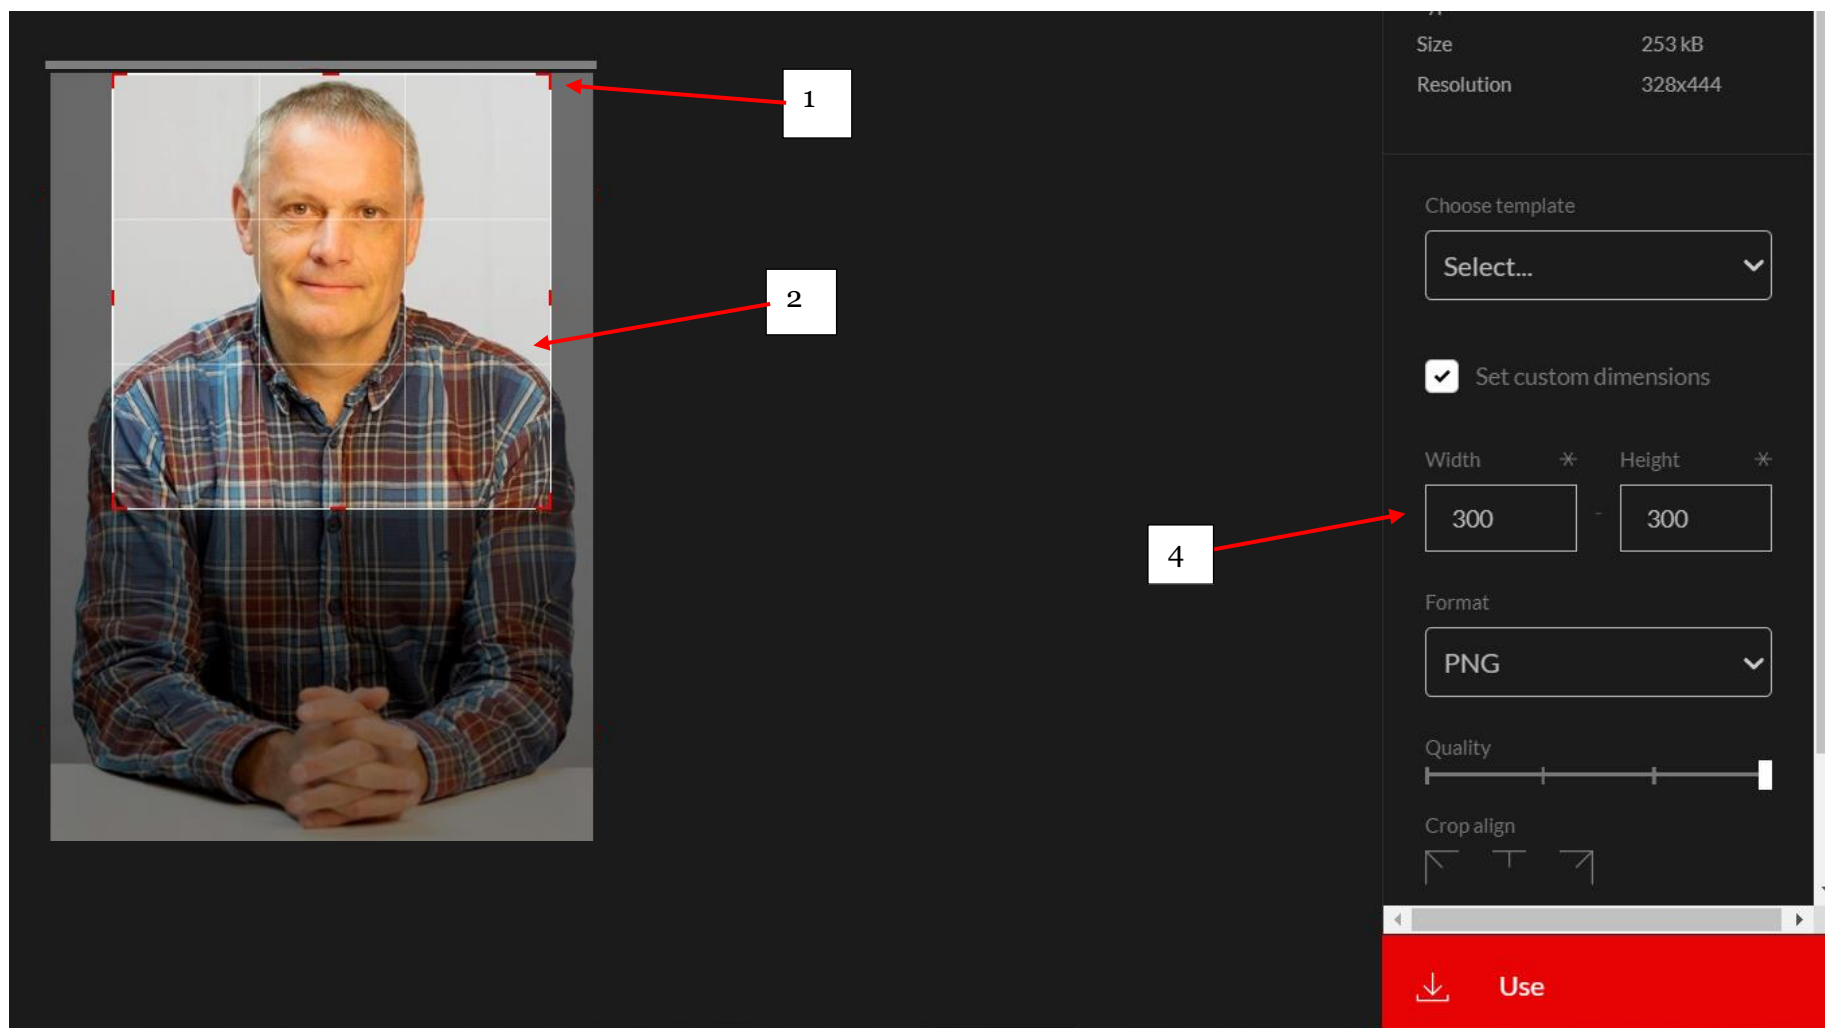 Size 253 kB
Resolution 328x444
1
Choose template
Select...
2
Set custom dimensions
Width Height
300 - 300
4
Format
PNG
Quality
Crop align
Use